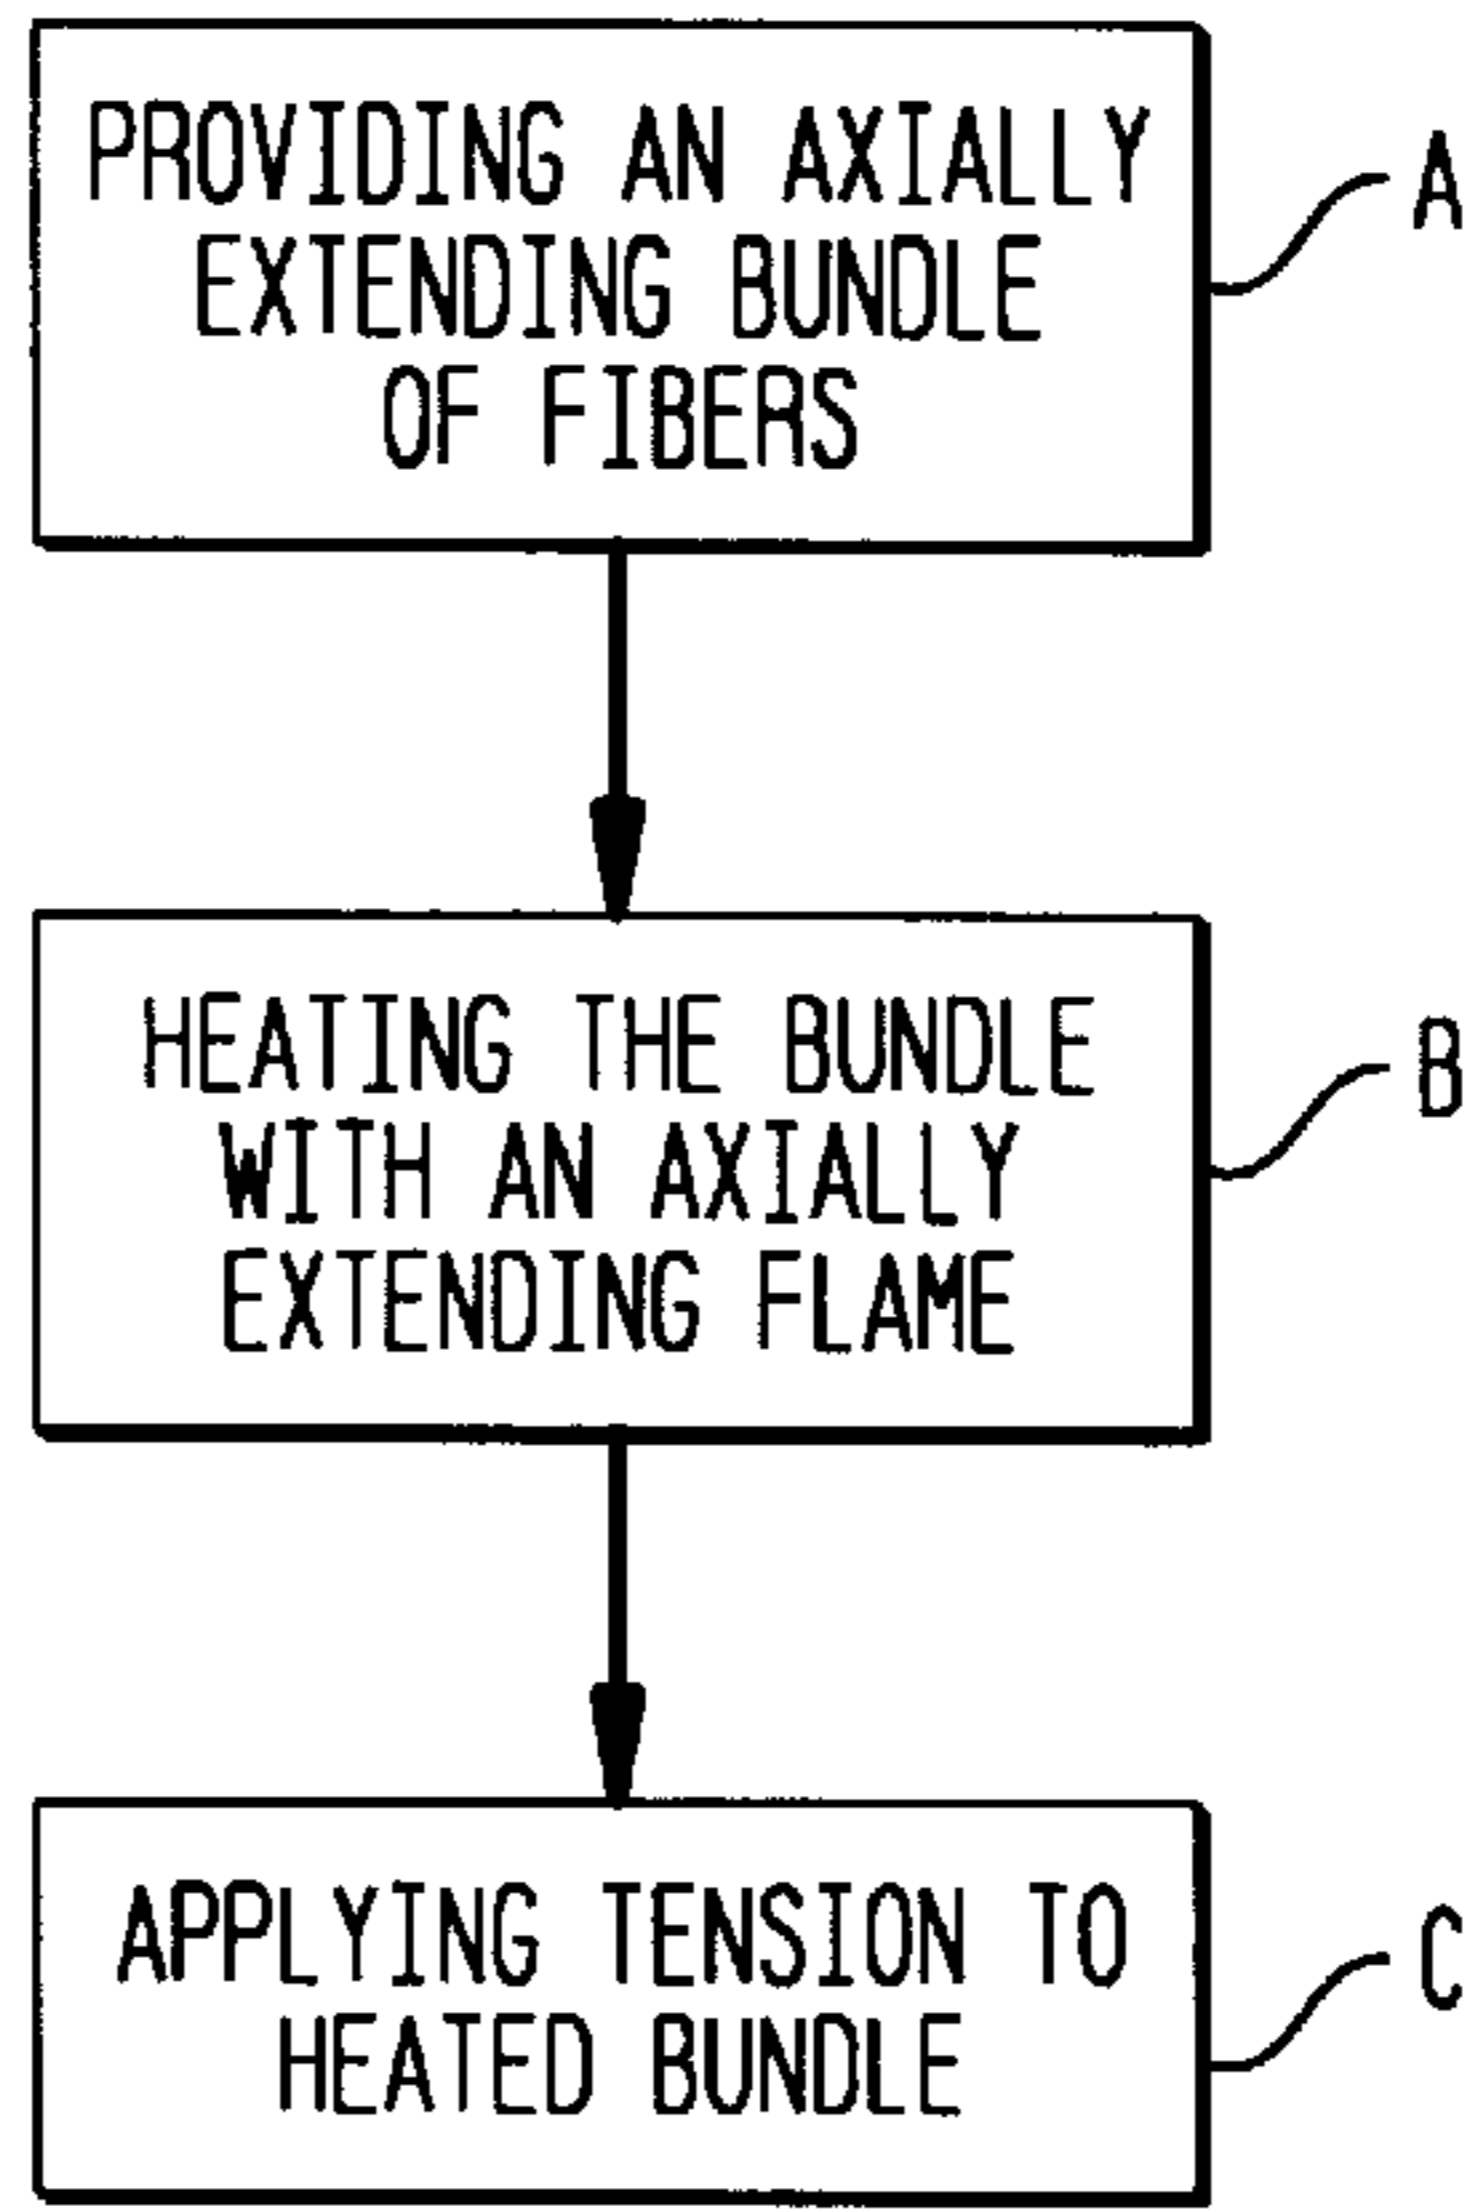 PROVIDING AN AXIALLY
EXTENDING BUNDLE
OF FIBERS
A
HEATING THE BUNDLE
WITH AN AXIALLY
EXTENDING FLAME
B
APPLYING TENSION TO
HEATED BUNDLE
C